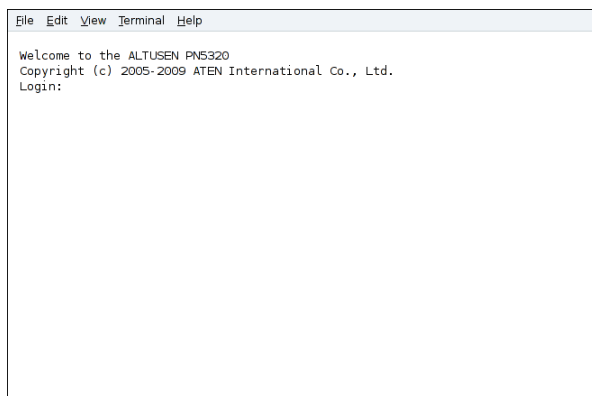 File Edit View Terminal Help
Welcome to the ALTUSEN PN5320
Copyright (c) 2005-2009 ATEN International Co., Ltd.
Login: